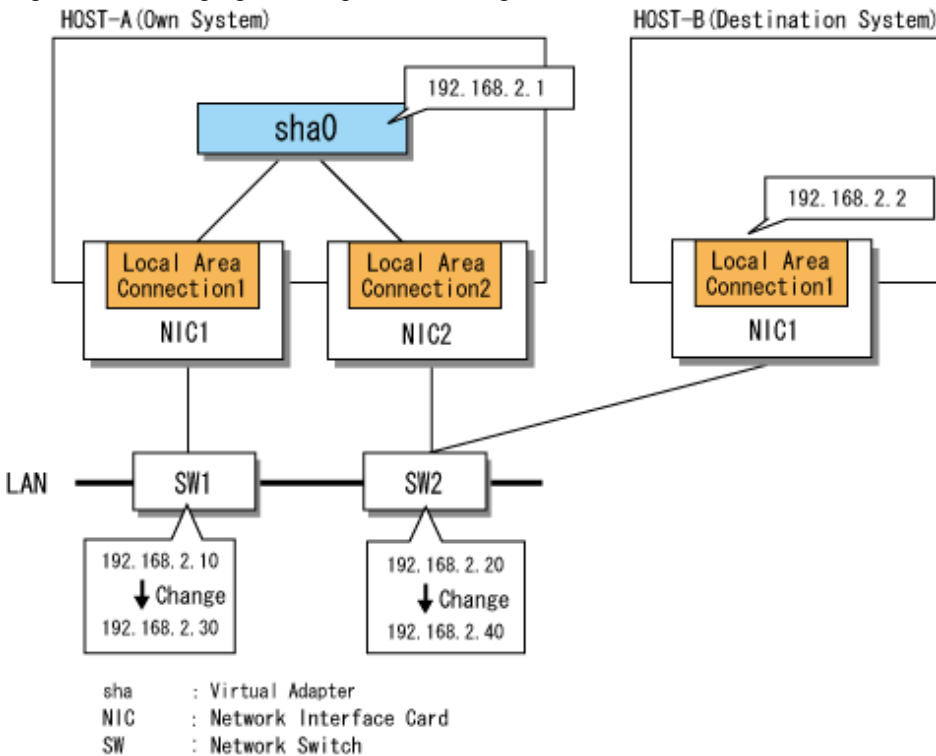 HOST-A(Own System)
HOST-B(Destination System)
192.168.2.1
sha0
192.168.2.2
Local Area
Connection1
Local Area
Connection2
Local Area
Connection1
NIC1
NIC2
NIC1
LAN
SW1
SW2
192.168.2.10
Change
192.168.2.30
192.168.2.20
Change
192.168.2.40
sha : Virtual Adapter
NIC : Network Interface Card
SW : Network Switch